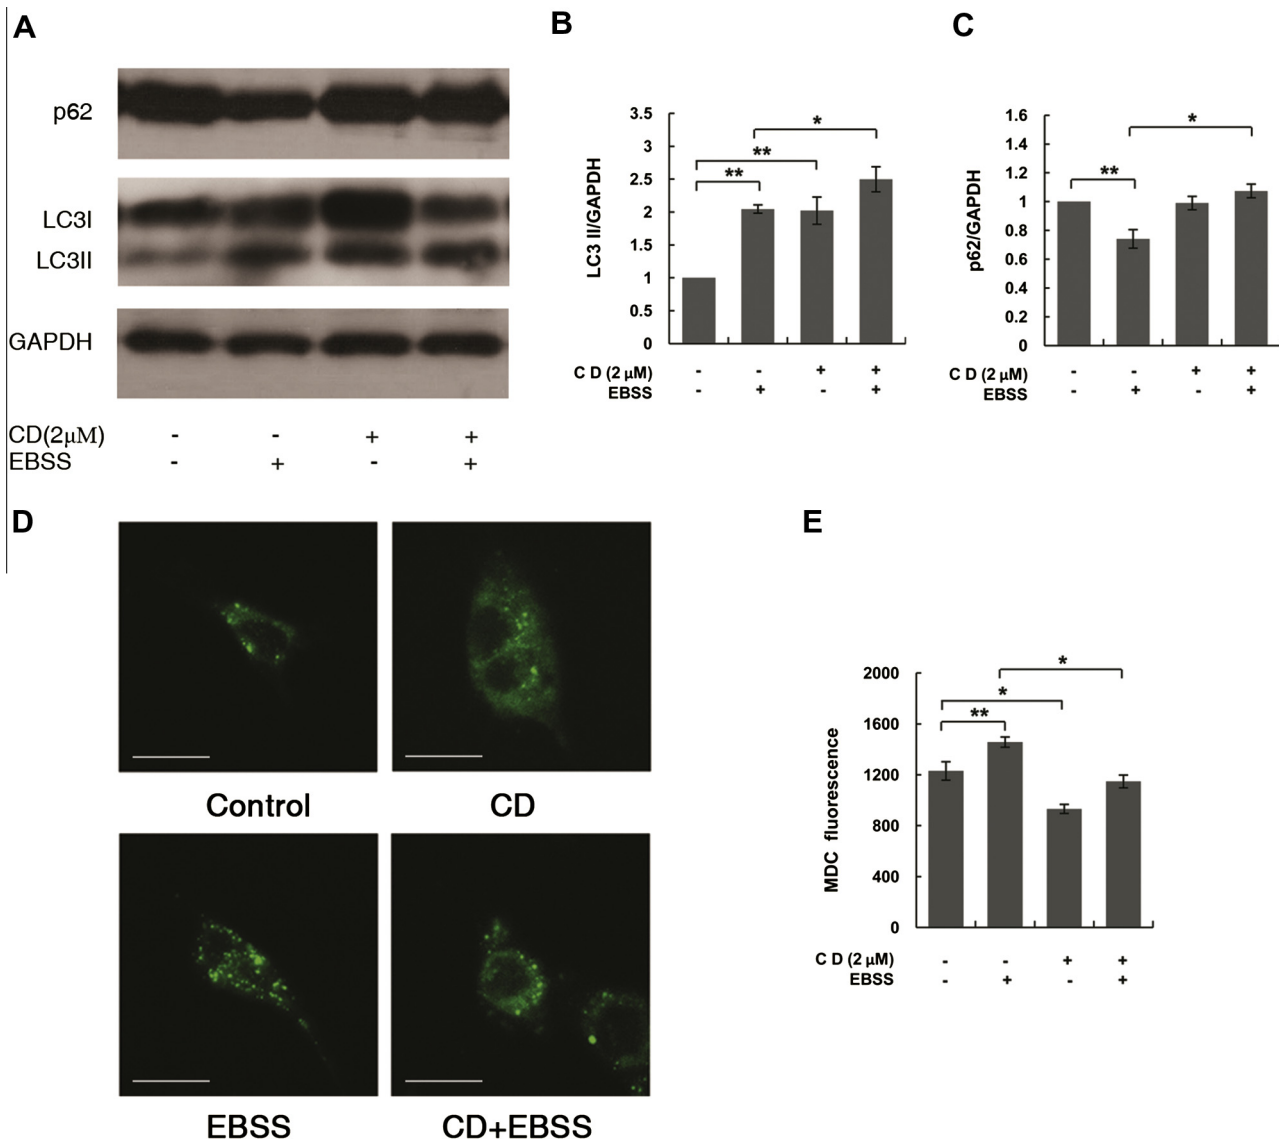 A
p62
LC3I
LC3II
GAPDH
CD(2μM) - - + +
EBSS - + - +
B
LC3 II/GAPDH
3.5
3
2.5
2
1.5
1
0.5
0
**
**
*
C D (2 μM) - - + +
EBSS - + - +
C
p62/GAPDH
1.6
1.4
1.2
1
0.8
0.6
0.4
0.2
0
**
*
C D (2 μM) - - + +
EBSS - + - +
D
Control
CD
EBSS
CD+EBSS
E
MDC fluorescence
2000
1600
1200
800
400
0
*
*
**
C D (2 μM) - - + +
EBSS - + - +